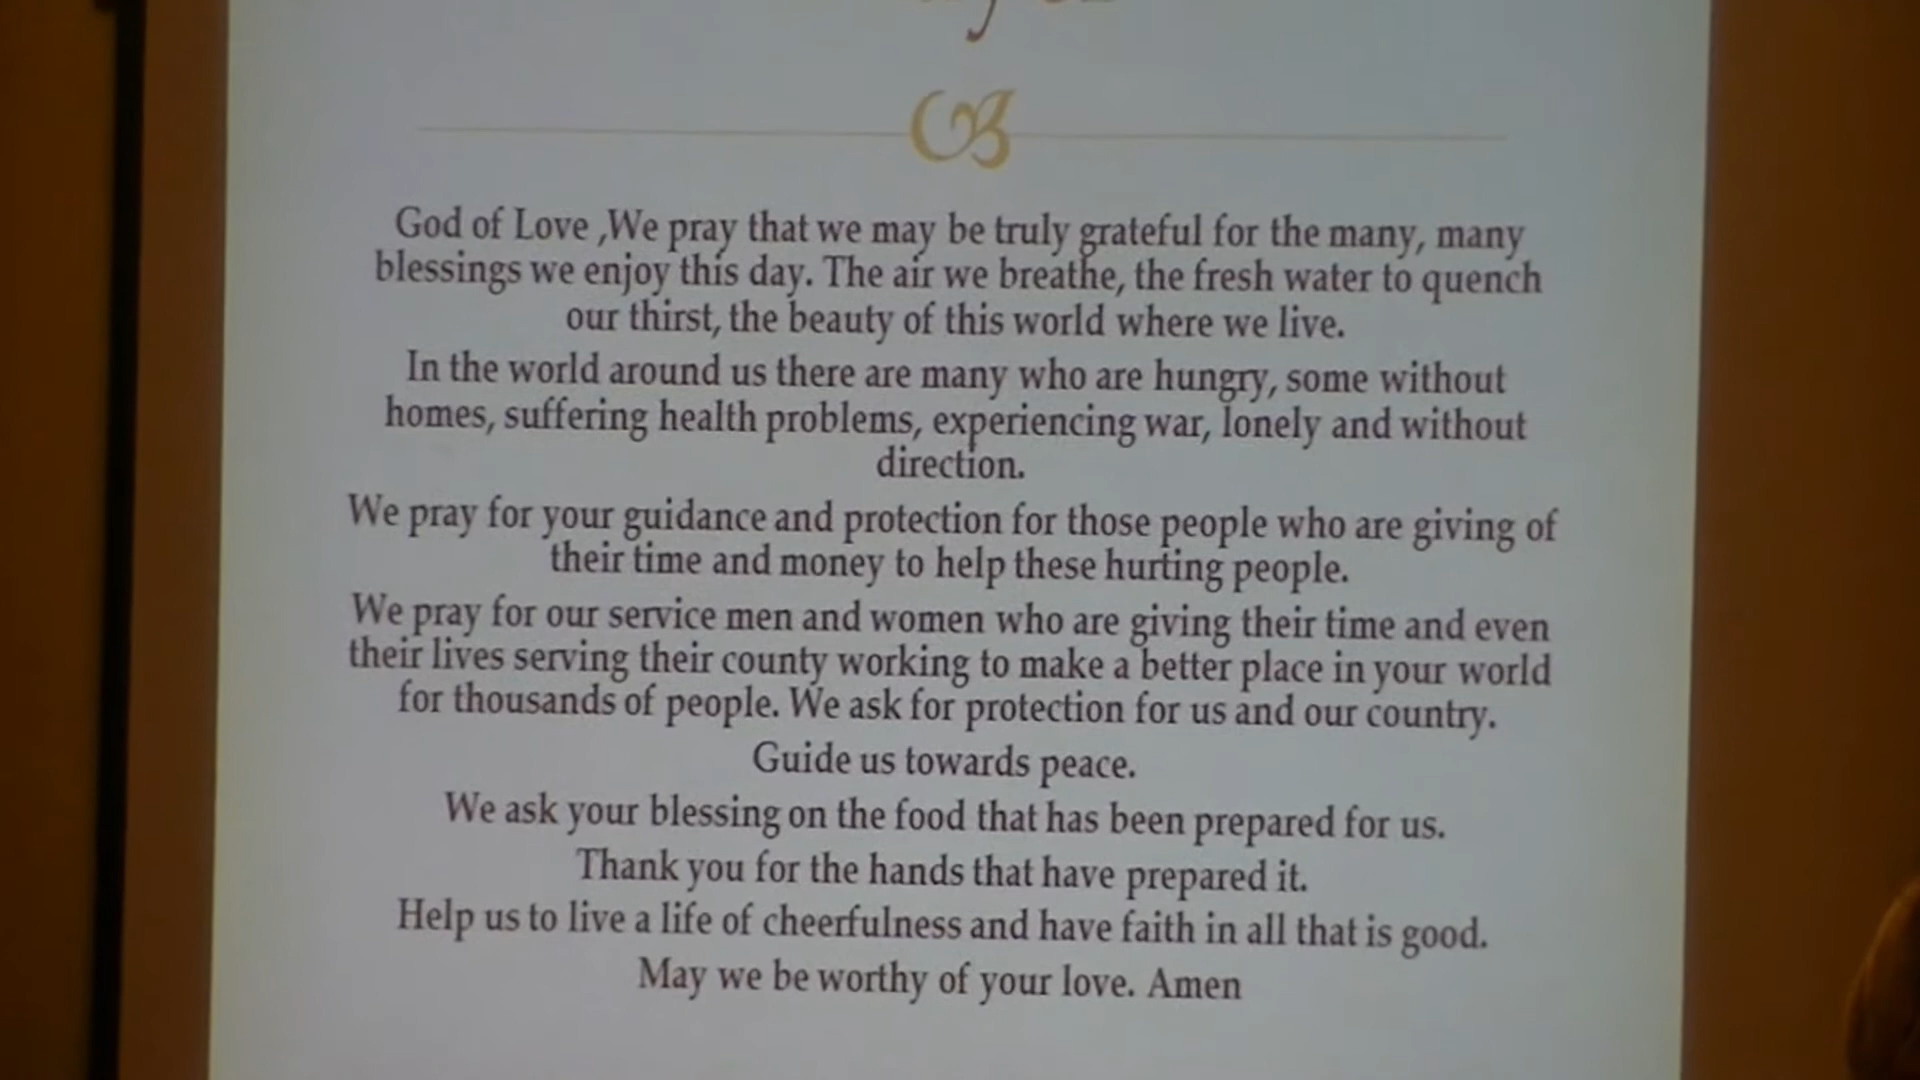 God of Love ,We pray that we may be truly grateful for the many, many
blessings we enjoy this day. The air we breathe, the fresh water to quench
our thirst, the beauty of this world where we live.
In the world around us there are many who are hungry, some without
homes, suffering health problems, experiencing war, lonely and without
direction.
We pray for your guidance and protection for those people who are giving of
their time and money to help these hurting people.
We pray for our service men and women who are giving their time and even
their lives serving their county working to make a better place in your world
for thousands of people. We ask for protection for us and our country.
Guide us towards peace.
We ask your blessing on the food that has been prepared for us.
Thank you for the hands that have prepared it.
Help us to live a life of cheerfulness and have faith in all that is good.
May we be worthy of your love. Amen